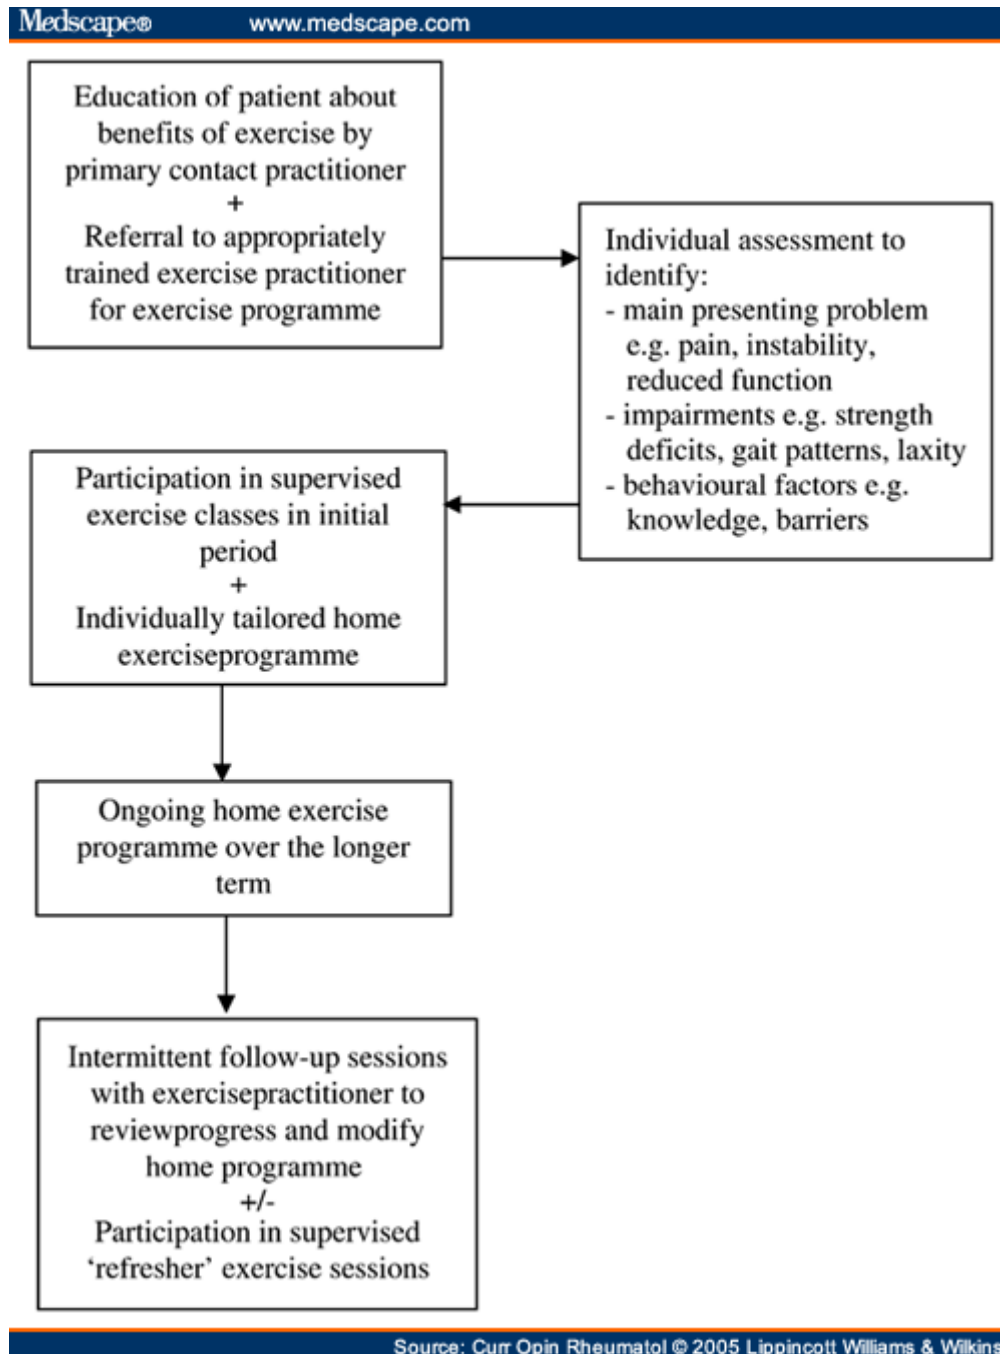 Medscape® www.medscape.com
Education of patient about
benefits of exercise by
primary contact practitioner
+
Referral to appropriately
trained exercise practitioner
for exercise programme
Individual assessment to
identify:
- main presenting problem
e.g. pain, instability,
reduced function
- impairments e.g. strength
deficits, gait patterns, laxity
- behavioural factors e.g.
knowledge, barriers
Participation in supervised
exercise classes in initial
period
+
Individually tailored home
exerciseprogramme
Ongoing home exercise
programme over the longer
term
Intermittent follow-up sessions
with exercisepractitioner to
reviewprogress and modify
home programme
+/-
Participation in supervised
‘refresher’ exercise sessions
Source: Curr Opin Rheumatol © 2005 Lippincott Williams & Wilkins